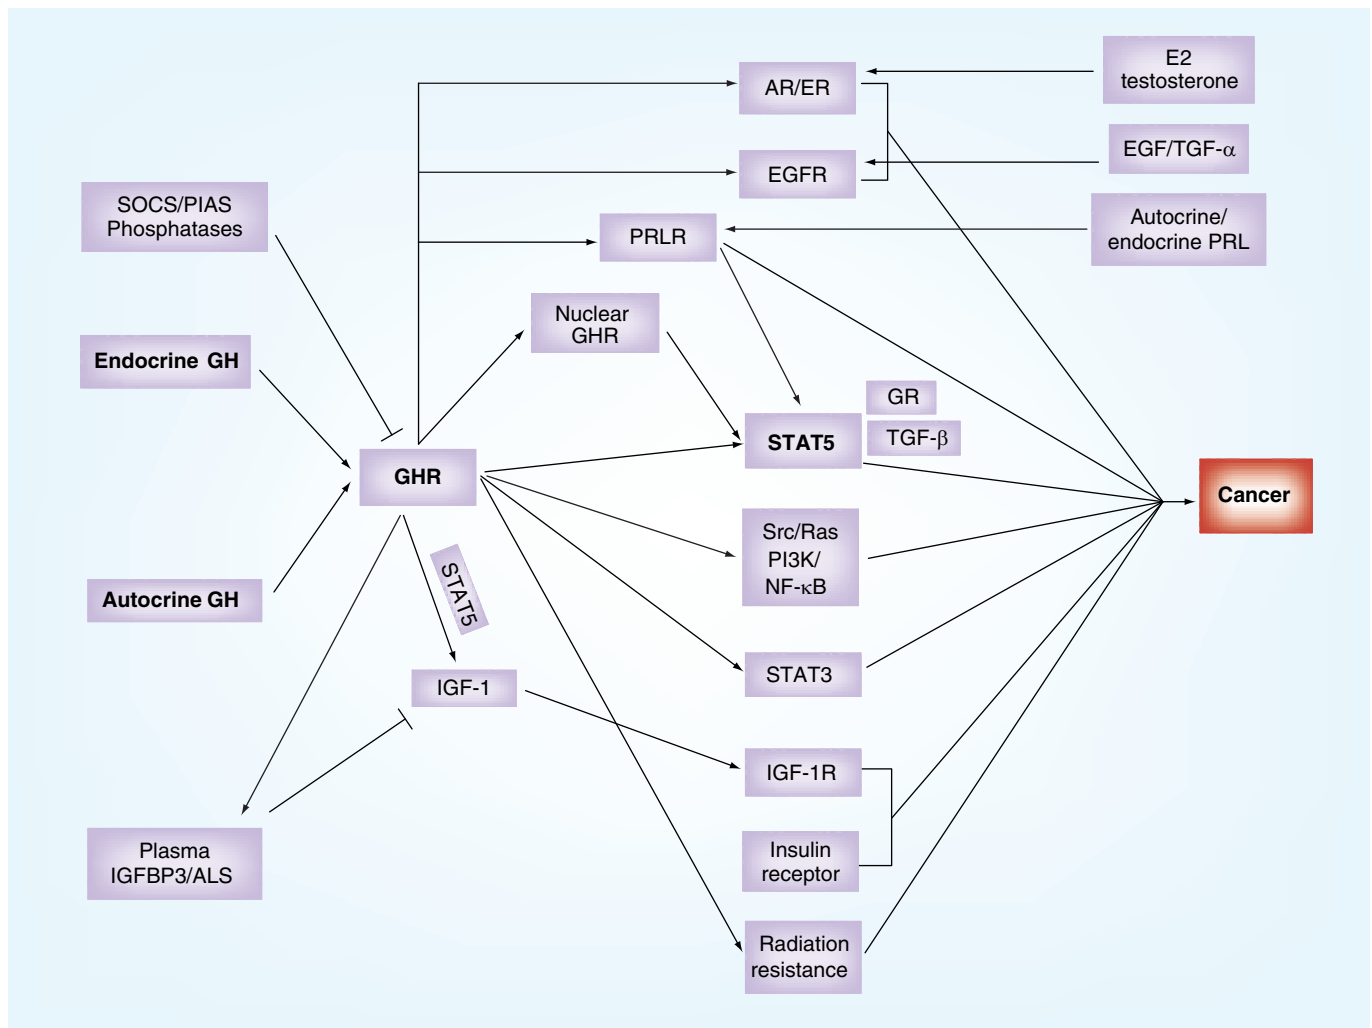 E2
testosterone
AR/ER
EGF/TGF-α
EGFR
SOCS/PIAS
Phosphatases
Autocrine/
endocrine PRL
PRLR
Nuclear
GHR
Endocrine GH
GR
TGF-β
STAT5
GHR
Cancer
Src/Ras
PI3K/
NF-κB
STAT5
Autocrine GH
STAT3
IGF-1
IGF-1R
Plasma
IGFBP3/ALS
Insulin
receptor
Radiation
resistance